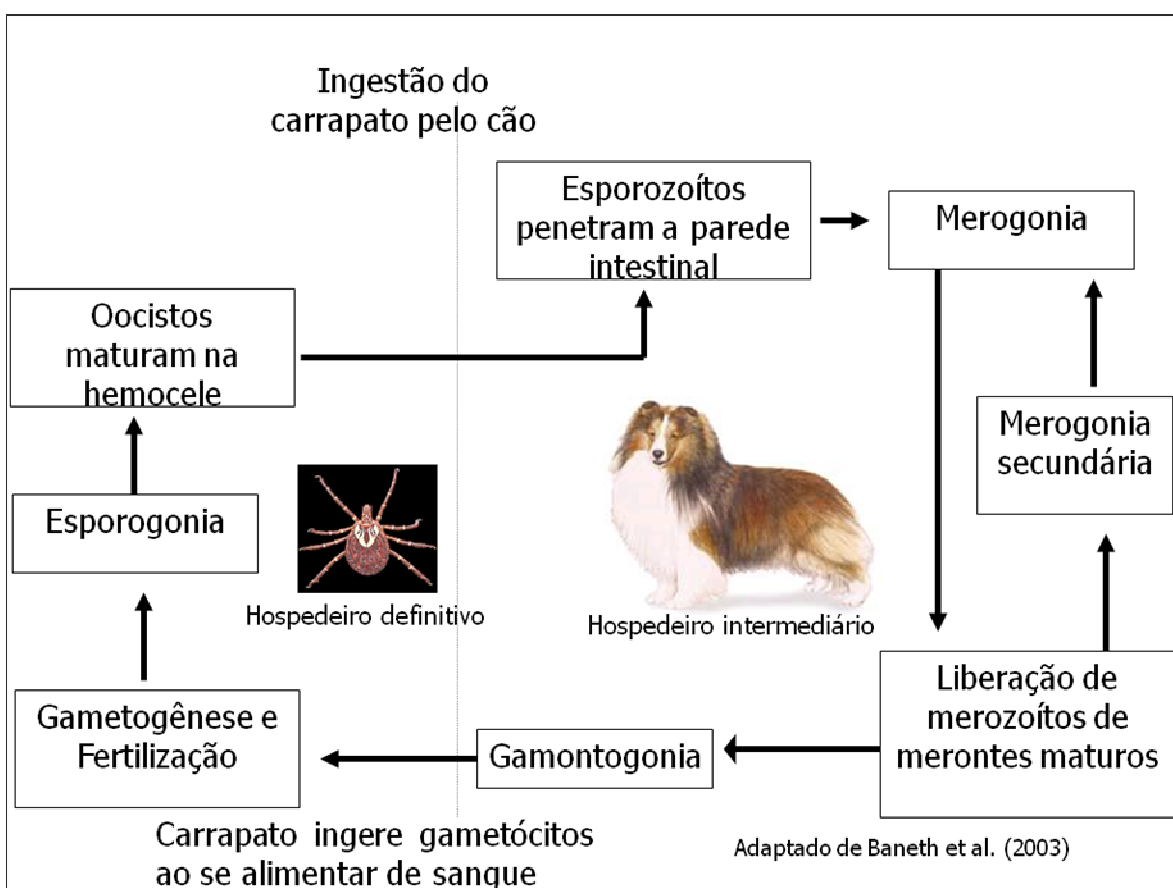 Ingestão do
carrapato pelo cão
Esporozoítos
penetram a parede
intestinal
Merogonia
Oocistos
maturam na
hemocele
Merogonia
secundária
Esporogonia
Hospedeiro definitivo
Hospedeiro intermediário
Liberação de
merozoítos de
merontes maturos
Gametogênese e
Fertilização
Gamontogonia
Carrapato ingere gametócitos
ao se alimentar de sangue
Adaptado de Baneth et al. (2003)